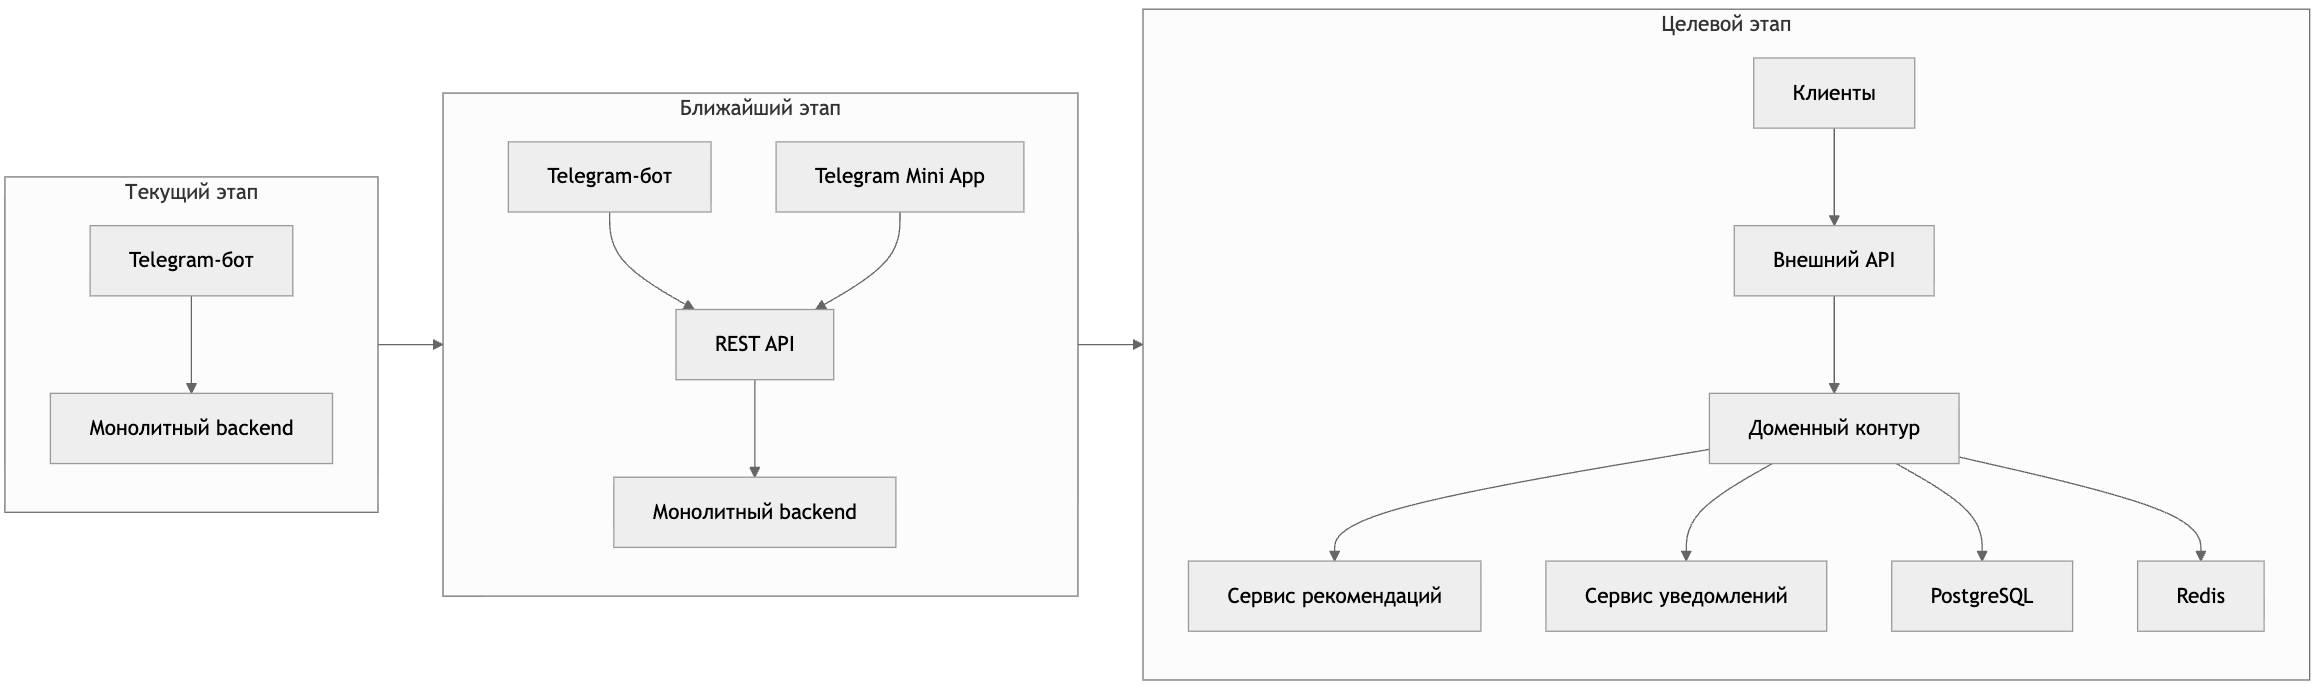 Текущий этап
Telegram-бот
Монолитный backend
Ближайший этап
Telegram-бот
Telegram Mini App
REST API
Монолитный backend
Целевой этап
Клиенты
Внешний API
Доменный контур
Сервис рекомендаций
Сервис уведомлений
PostgreSQL
Redis